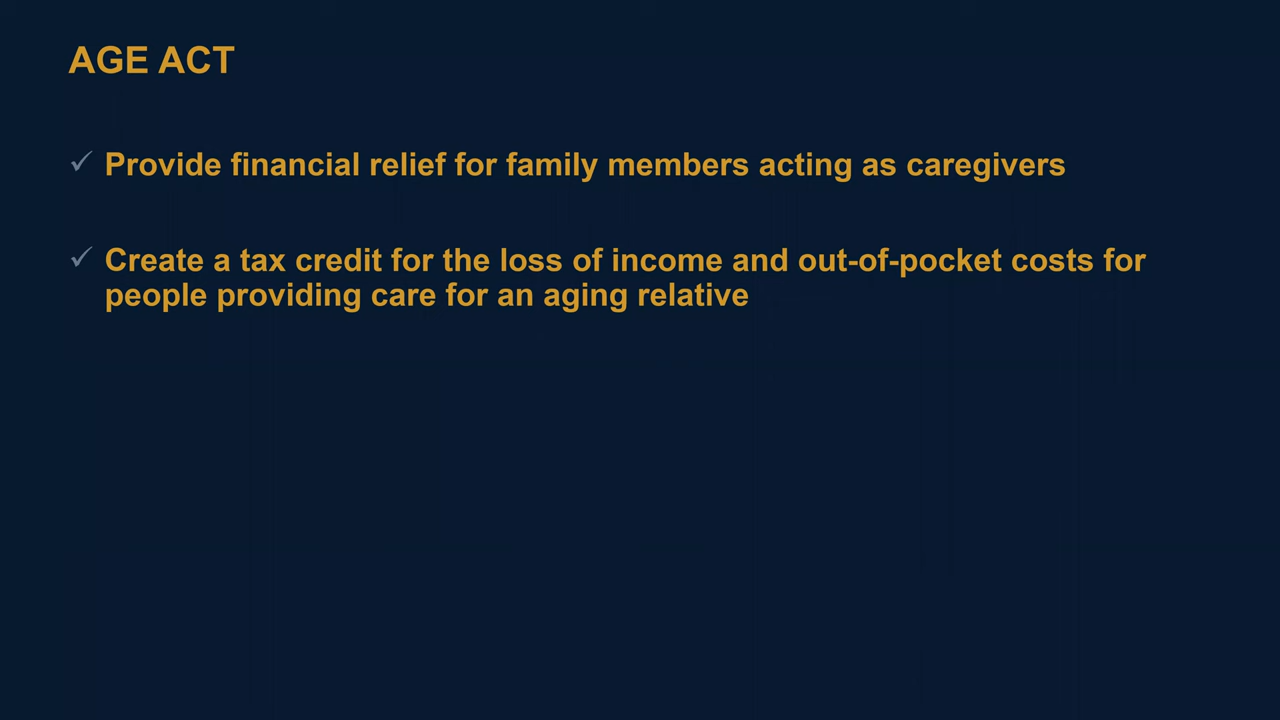 AGE ACT
✓ Provide financial relief for family members acting as caregivers
✓ Create a tax credit for the loss of income and out-of-pocket costs for
people providing care for an aging relative